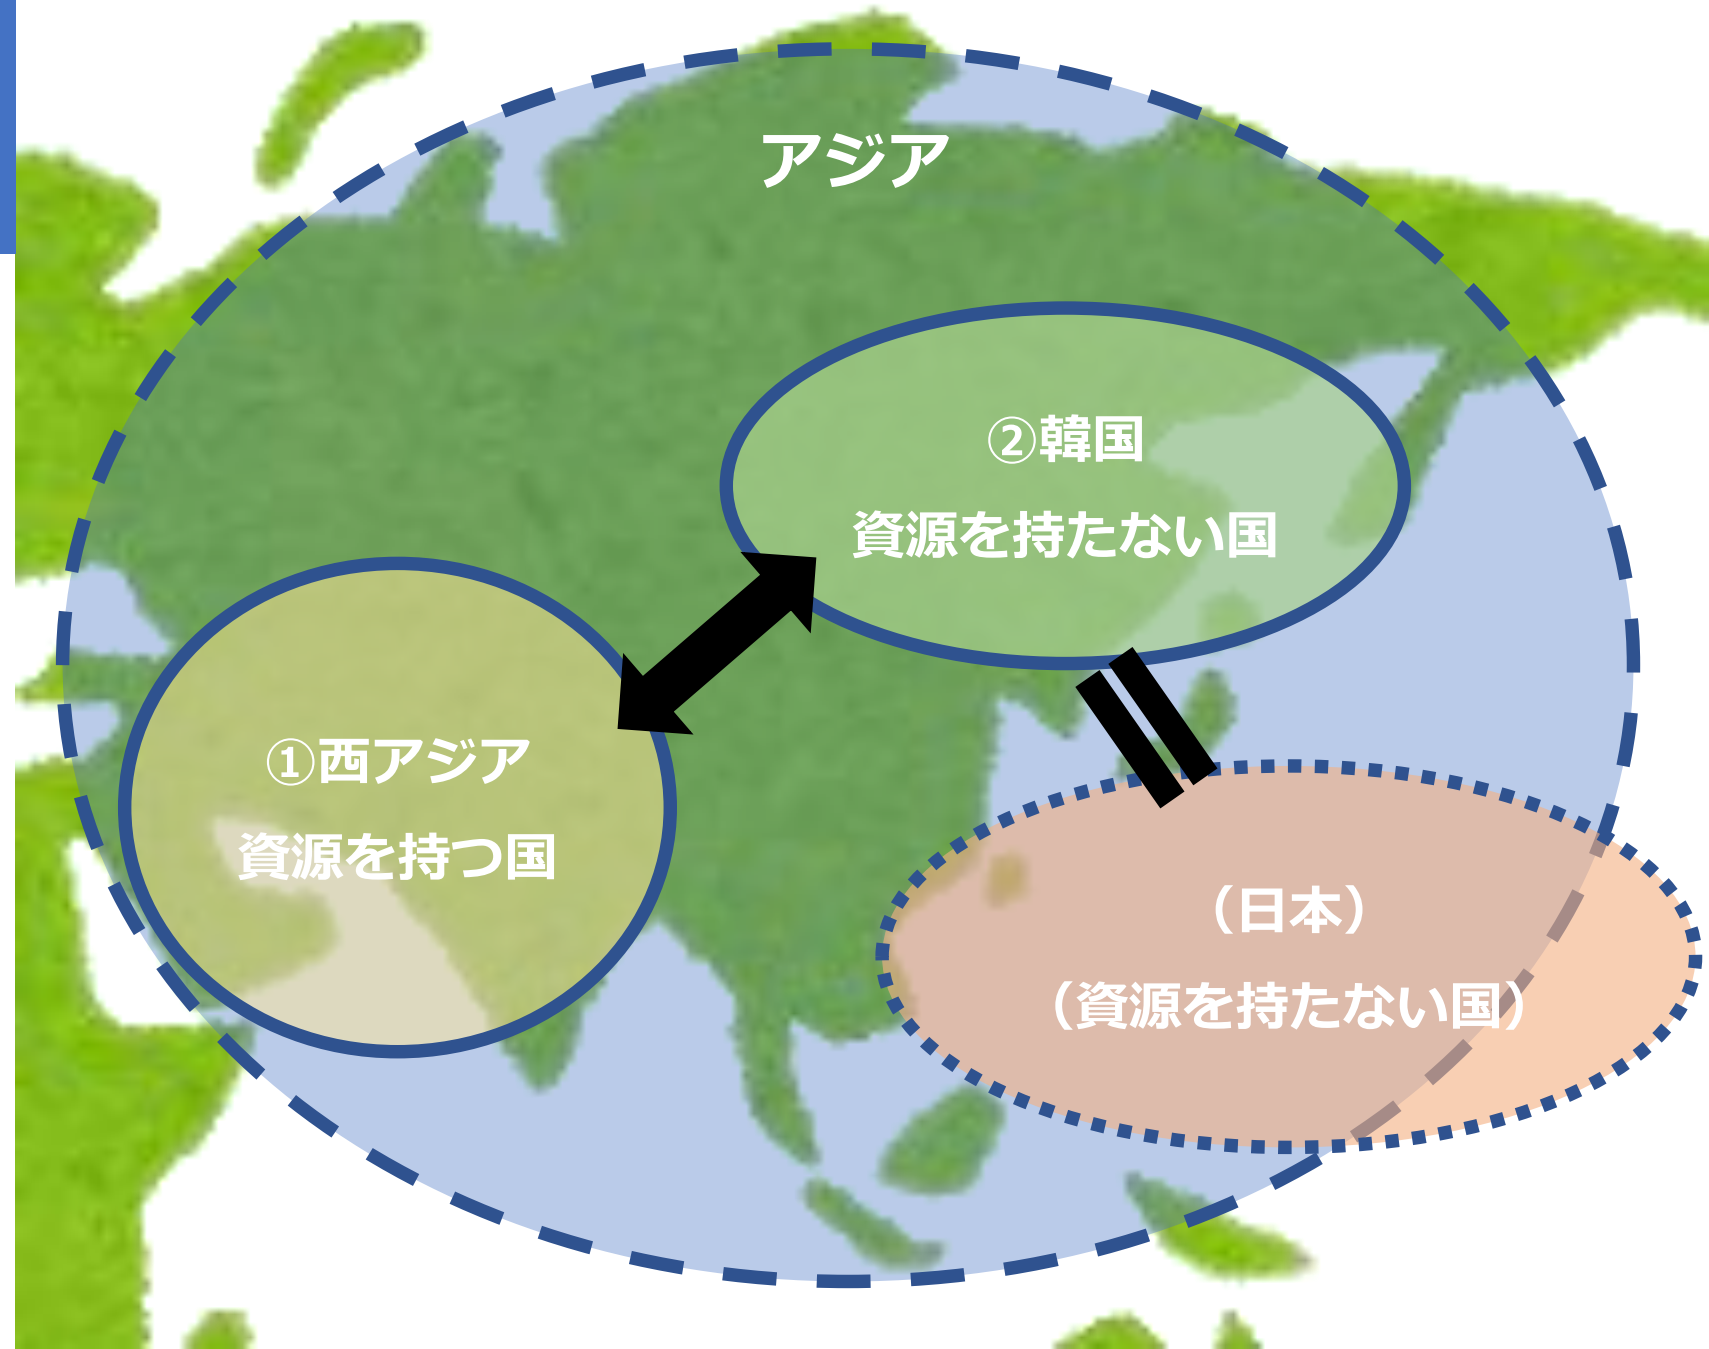 アジア
②韓国
資源を持たない国
①西アジア
資源を持つ国
（日本）
（資源を持たない国）